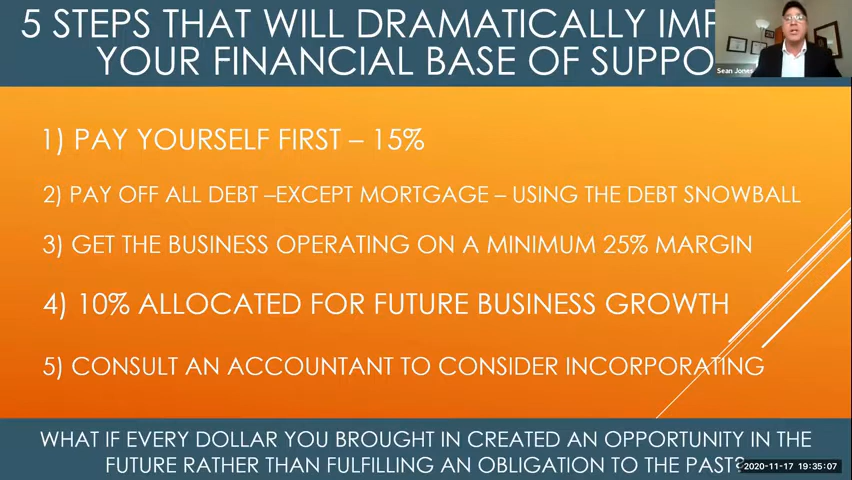 5 STEPS THAT WILL DRAMATICALLY
YOUR FINANCIAL BASE OF
Sean Jones
1) PAY YOURSELF FIRST – 15%
2) PAY OFF ALL DEBT –EXCEPT MORTGAGE – USING THE DEBT SNOWBALL
3) GET THE BUSINESS OPERATING ON A MINIMUM 25% MARGIN
4) 10% ALLOCATED FOR FUTURE BUSINESS GROWTH
5) CONSULT AN ACCOUNTANT TO CONSIDER INCORPORATING
WHAT IF EVERY DOLLAR YOU BROUGHT IN CREATED AN OPPORTUNITY IN THE
FUTURE RATHER THAN FULFILLING AN OBLIGATION TO THE PAST?
2020-11-17 19:35:07